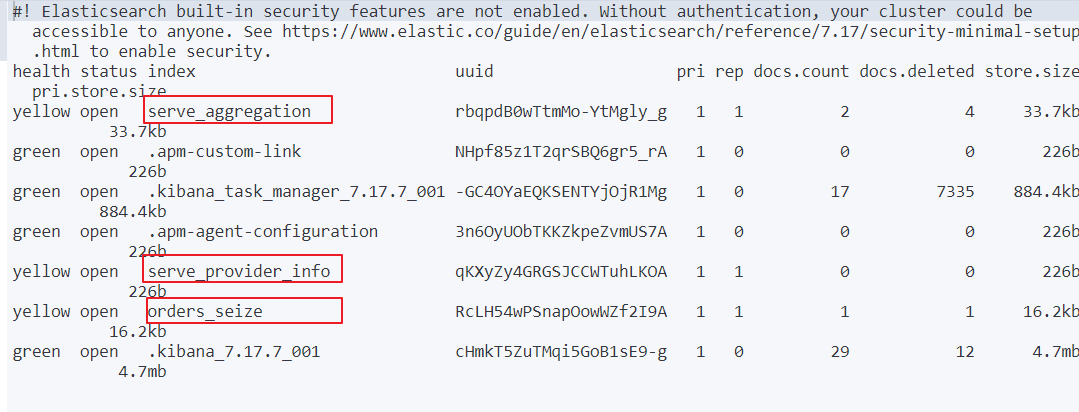 #! Elasticsearch built-in security features are not enabled. Without authentication, your cluster could be
accessible to anyone. See https://www.elastic.co/guide/en/elasticsearch/reference/7.17/security-minimal-setup
.html to enable security.
health status index uuid pri rep docs.count docs.deleted store.size
pri.store.size
yellow open serve_aggregation rbqpdB0wTtmMo-YtMgly_g 1 1 2 4 33.7kb
33.7kb
green open .apm-custom-link NHpf85z1T2qrSBQ6gr5_rA 1 0 0 0 226b
226b
green open .kibana_task_manager_7.17.7_001 -GC4OYaEQKSENTYjOjR1Mg 1 0 17 7335 884.4kb
884.4kb
green open .apm-agent-configuration 3n6OyUObTKKZkpeZvmUS7A 1 0 0 0 226b
226b
yellow open serve_provider_info qKXyZy4GRGSJCCWTuhLKOA 1 1 0 0 226b
226b
yellow open orders_seize RcLH54wPSnapOowWZf2I9A 1 1 1 1 16.2kb
16.2kb
green open .kibana_7.17.7_001 cHmkT5ZuTMqi5GoB1sE9-g 1 0 29 12 4.7mb
4.7mb